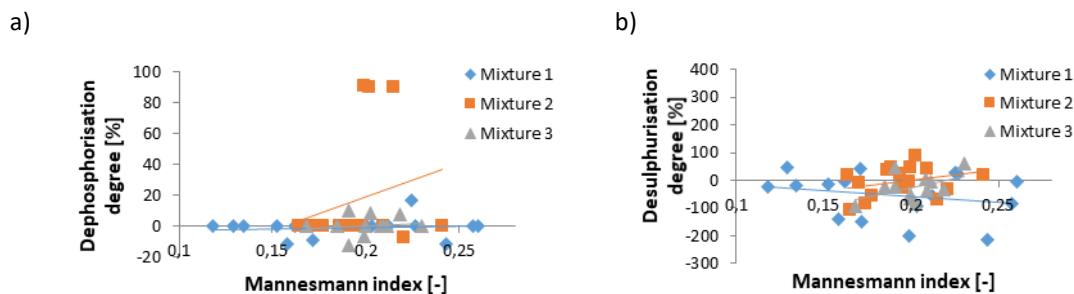 a)
b)
Dephosphorisation
degree [%]
100
80
60
40
20
0
-20
0,1
0,15
0,2
0,25
Mannesmann index [-]
Mixture 1
Mixture 2
Mixture 3
Desulphurisation
degree [%]
400
300
200
100
0
-100
-200
-300
0,1
0,15
0,2
0,25
Mannesmann index [-]
Mixture 1
Mixture 2
Mixture 3